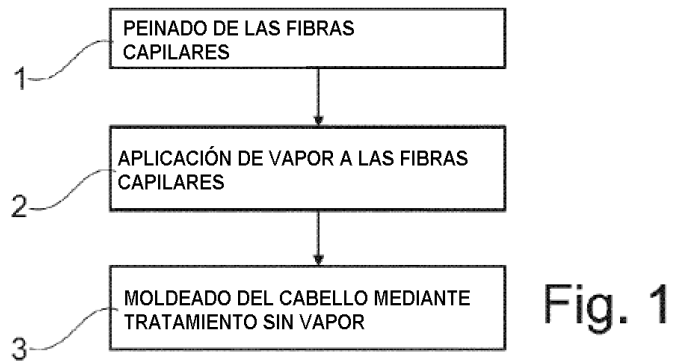 PEINADO DE LAS FIBRAS
CAPILARES
1
APLICACIÓN DE VAPOR A LAS FIBRAS
CAPILARES
2
MOLDEADO DEL CABELLO MEDIANTE
TRATAMIENTO SIN VAPOR
3
Fig. 1